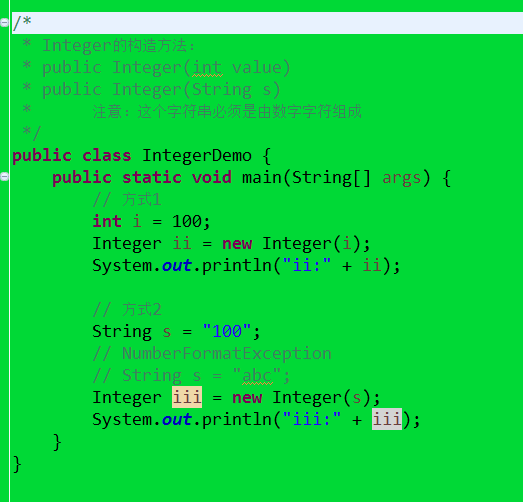 /*
 * Integer的构造方法：
 * public Integer(int value)
 * public Integer(String s)
 *      注意：这个字符串必须是由数字字符组成
 */
public class IntegerDemo {
    public static void main(String[] args) {
        // 方式1
        int i = 100;
        Integer ii = new Integer(i);
        System.out.println("ii:" + ii);

        // 方式2
        String s = "100";
        // NumberFormatException
        // String s = "abc";
        Integer iii = new Integer(s);
        System.out.println("iii:" + iii);
    }
}